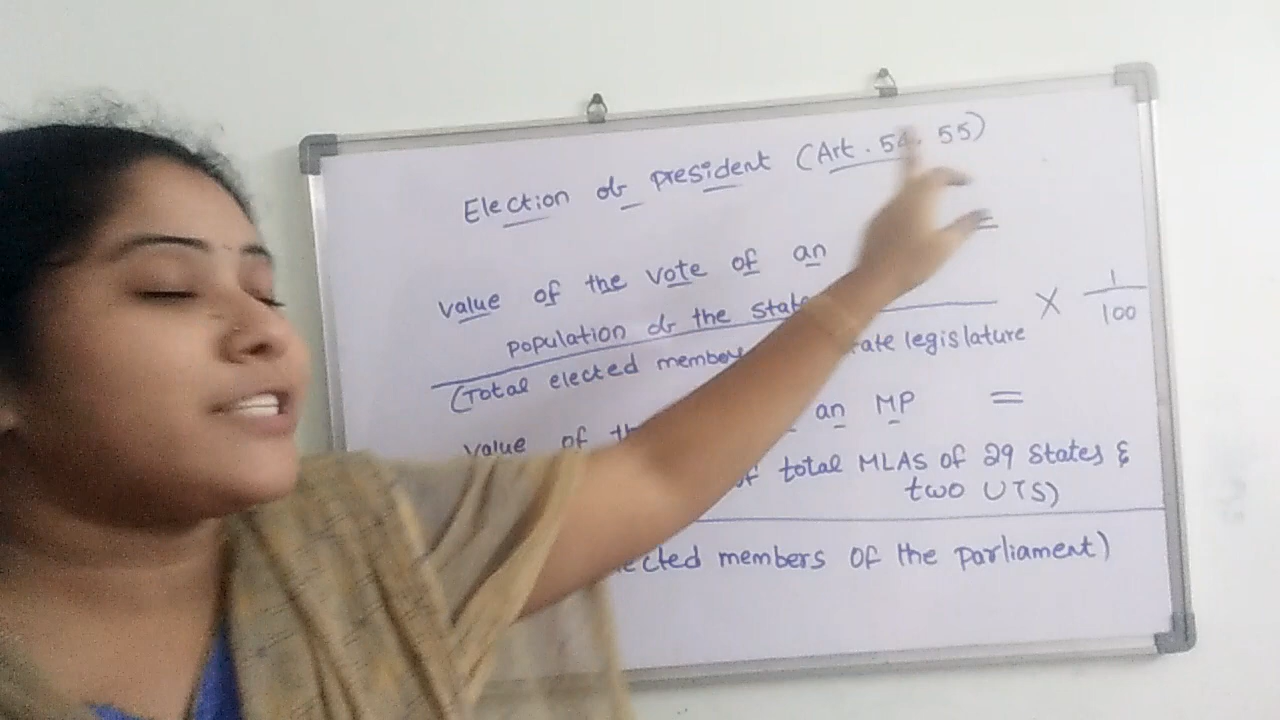 Election of president (Art. 54. 55)
value of the vote of an =
population of the state
(Total elected members ate legislature × 1/100
value of an MP =
of total MLAS of 29 states &
two UTS)
ected members of the parliament)